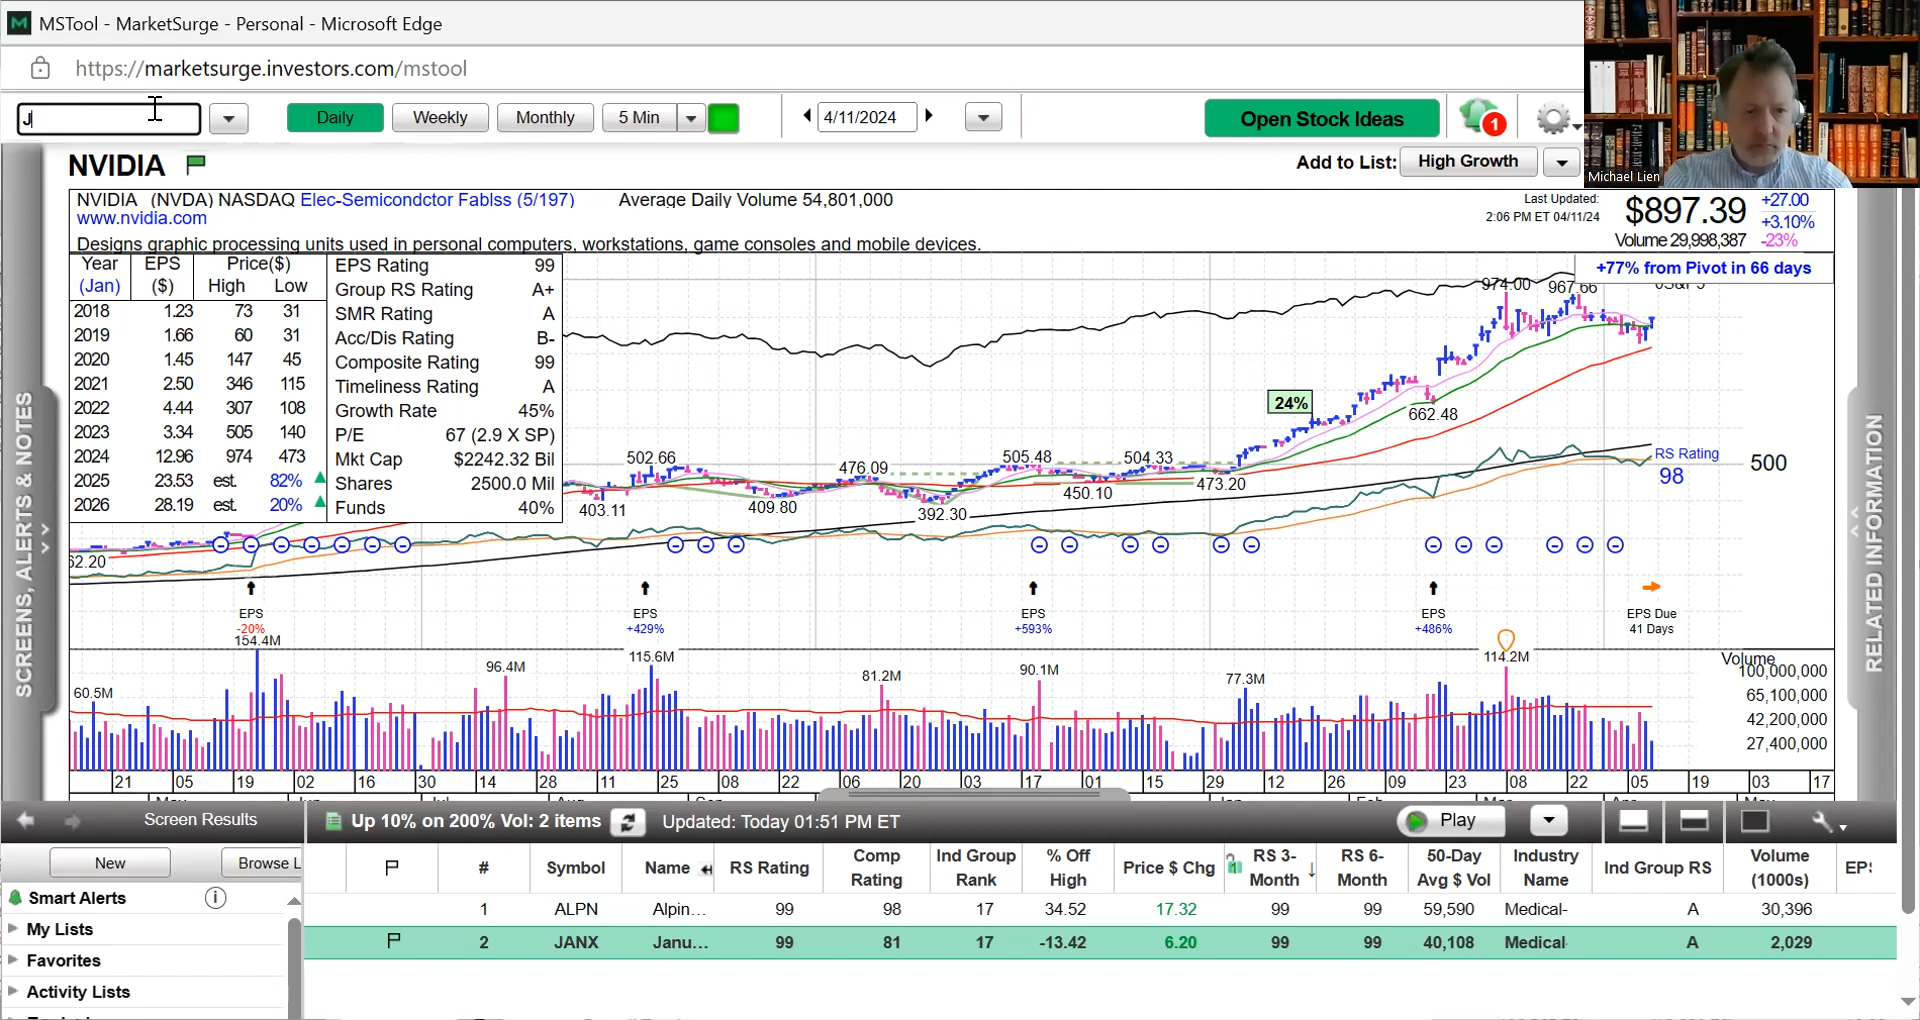 MSTool - MarketSurge - Personal - Microsoft Edge
https://marketsurge.investors.com/mstool
J
Daily
Weekly
Monthly
5 Min
4/11/2024
Open Stock Ideas
1
Michael Lien
NVIDIA
Add to List:
High Growth
NVIDIA (NVDA) NASDAQ Elec-Semicondctor Fablss (5/197) Average Daily Volume 54,801,000
www.nvidia.com
Designs graphic processing units used in personal computers, workstations, game consoles and mobile devices.
Last Updated:
2:06 PM ET 04/11/24
$897.39 +27.00
+3.10%
Volume 29,998,387 -23%
+77% from Pivot in 66 days
Year EPS Price($)
(Jan) ($) High Low
2018 1.23 73 31
2019 1.66 60 31
2020 1.45 147 45
2021 2.50 346 115
2022 4.44 307 108
2023 3.34 505 140
2024 12.96 974 473
2025 23.53 est. 82%
2026 28.19 est. 20%
EPS Rating 99
Group RS Rating A+
SMR Rating A
Acc/Dis Rating B-
Composite Rating 99
Timeliness Rating A
Growth Rate 45%
P/E 67 (2.9 X SP)
Mkt Cap $2242.32 Bil
Shares 2500.0 Mil
Funds 40%
974.00 967.66
24%
662.48
502.66 476.09 505.48 504.33
403.11 409.80 392.30 450.10 473.20
RS Rating
98
500
62.20
EPS
-20%
EPS
+429%
EPS
+593%
EPS
+486%
EPS Due
41 Days
154.4M
60.5M 96.4M 115.6M 81.2M 90.1M 77.3M 114.2M
Volume
100,000,000
65,100,000
42,200,000
27,400,000
21 05 19 02 16 30 14 28 11 25 08 22 06 20 03 17 01 15 29 12 26 09 23 08 22 05 19 03 17
SCREENS, ALERTS & NOTES
RELATED INFORMATION
Screen Results
Up 10% on 200% Vol: 2 items
Updated: Today 01:51 PM ET
Play
New
Browse L
Smart Alerts
My Lists
Favorites
Activity Lists
# Symbol Name RS Rating Comp Rating Ind Group Rank % Off High Price $ Chg 1 RS 3-Month RS 6-Month 50-Day Avg $ Vol Industry Name Ind Group RS Volume (1000s) EPS
1 ALPN Alpin... 99 98 17 34.52 17.32 99 99 59,590 Medical- A 30,396
2 JANX Janu... 99 81 17 -13.42 6.20 99 99 40,108 Medical- A 2,029